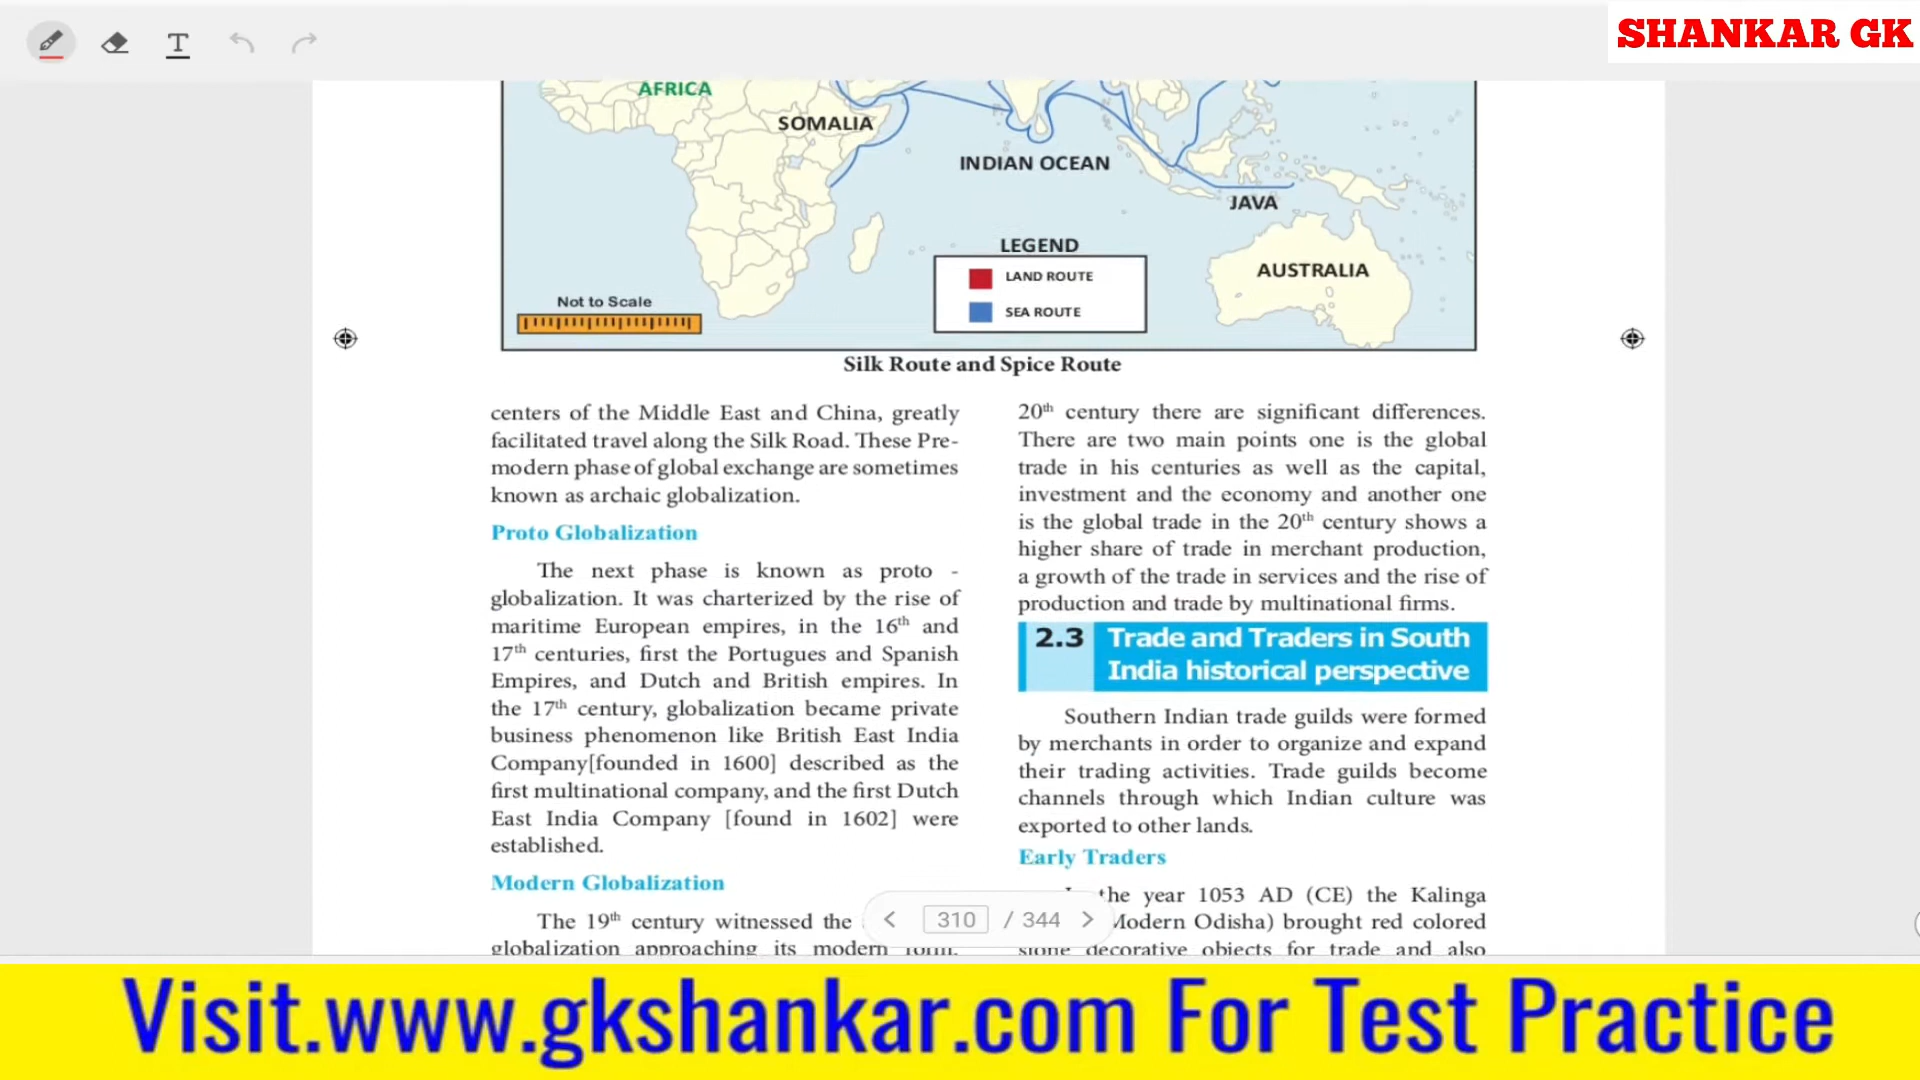 SHANKAR GK
AFRICA
SOMALIA
INDIAN OCEAN
JAVA
LEGEND
LAND ROUTE
SEA ROUTE
AUSTRALIA
Not to Scale
Silk Route and Spice Route
centers of the Middle East and China, greatly
facilitated travel along the Silk Road. These Pre-
modern phase of global exchange are sometimes
known as archaic globalization.
Proto Globalization
The next phase is known as proto -
globalization. It was charterized by the rise of
maritime European empires, in the 16th and
17th centuries, first the Portugues and Spanish
Empires, and Dutch and British empires. In
the 17th century, globalization became private
business phenomenon like British East India
Company[founded in 1600] described as the
first multinational company, and the first Dutch
East India Company [found in 1602] were
established.
Modern Globalization
The 19th century witnessed the
globalization approaching its modern form.
20th century there are significant differences.
There are two main points one is the global
trade in his centuries as well as the capital,
investment and the economy and another one
is the global trade in the 20th century shows a
higher share of trade in merchant production,
a growth of the trade in services and the rise of
production and trade by multinational firms.
2.3 Trade and Traders in South
India historical perspective
Southern Indian trade guilds were formed
by merchants in order to organize and expand
their trading activities. Trade guilds become
channels through which Indian culture was
exported to other lands.
Early Traders
the year 1053 AD (CE) the Kalinga
Modern Odisha) brought red colored
stone decorative objects for trade and also
310 / 344
Visit.www.gkshankar.com For Test Practice